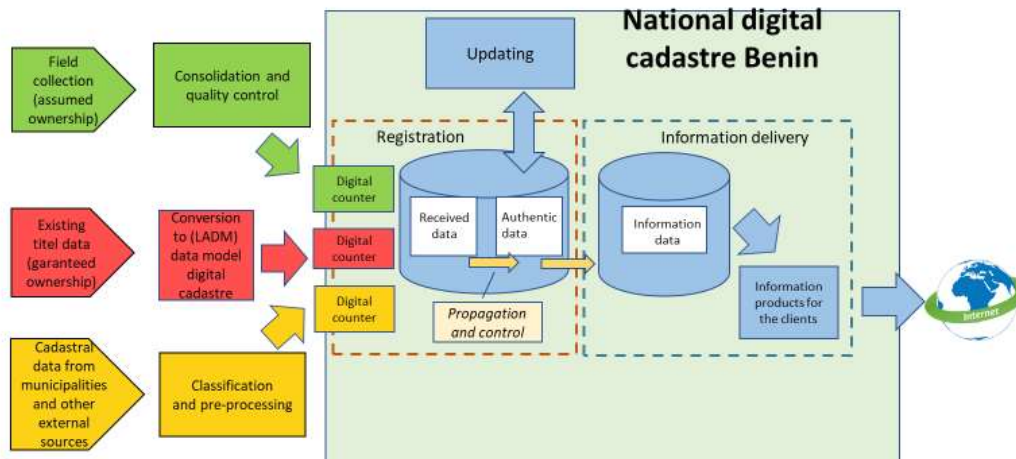 National digital
cadastre Benin
Field
collection
(assumed
ownership)
Consolidation and
quality control
Updating
Registration
Information delivery
Digital
counter
Received
data
Authentic
data
Information
data
Existing
titel data
(garanteed
ownership)
Conversion
to (LADM)
data model
digital
cadastre
Digital
counter
Digital
counter
Propagation
and control
Information
products for
the clients
Internet
Cadastral
data from
municipalities
and other
external
sources
Classification
and pre-processing